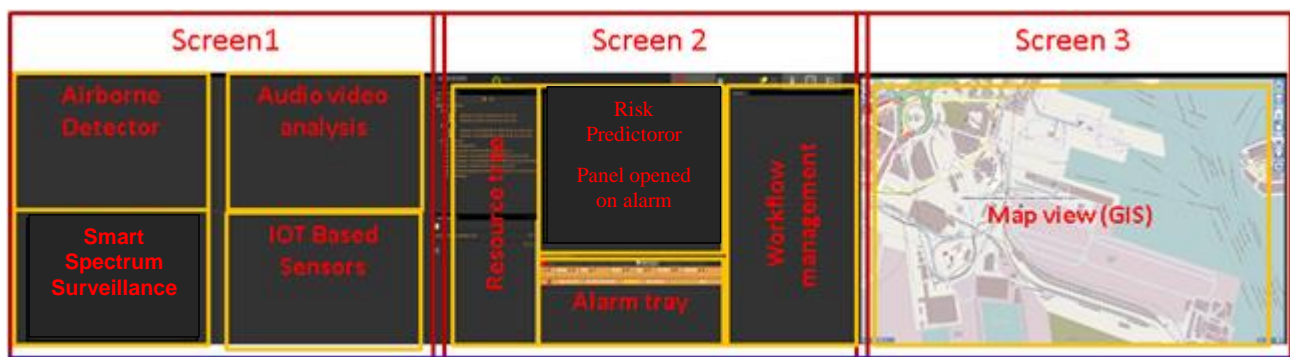 Screen1
Airborne
Detector
Audio video
analysis
Smart
Spectrum
Surveillance
IOT Based
Sensors
Screen 2
Resource tree
Risk
Predictoror
Panel opened
on alarm
Alarm tray
Workflow
management
Screen 3
Map view (GIS)